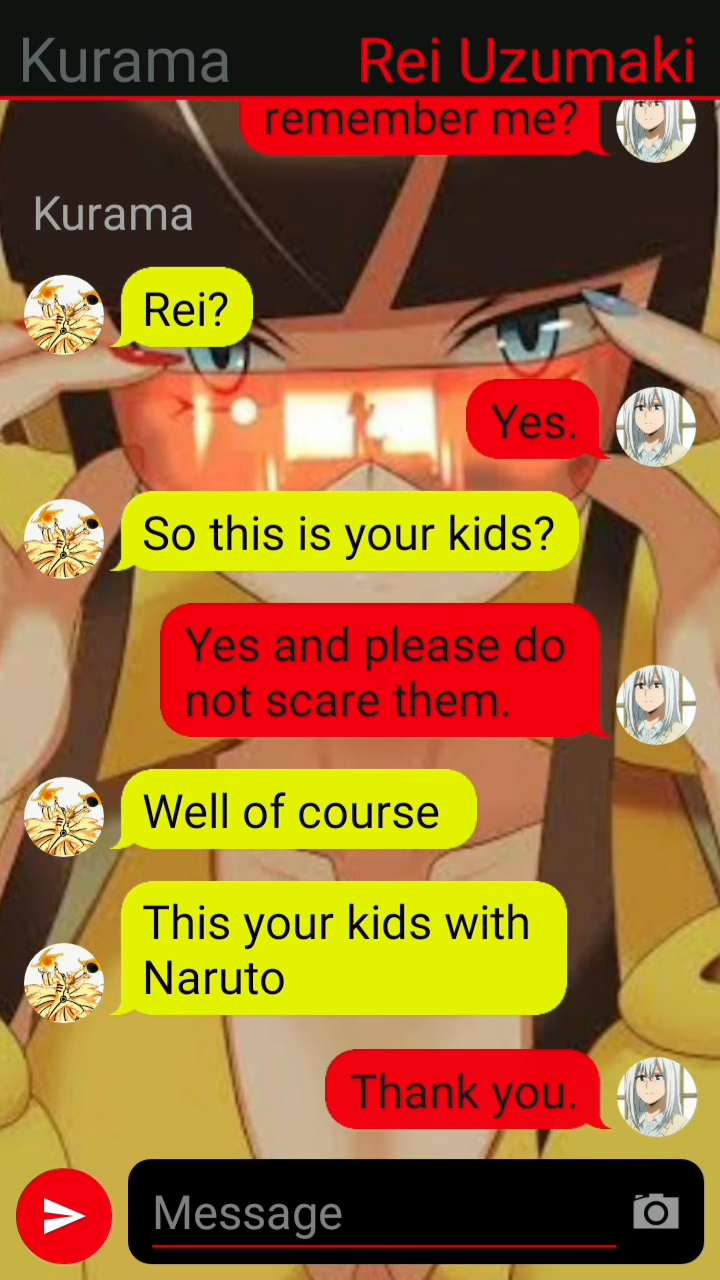 Kurama
Rei Uzumaki
remember me?
Kurama
Rei?
Yes.
So this is your kids?
Yes and please do
not scare them.
Well of course
This your kids with
Naruto
Thank you.
Message